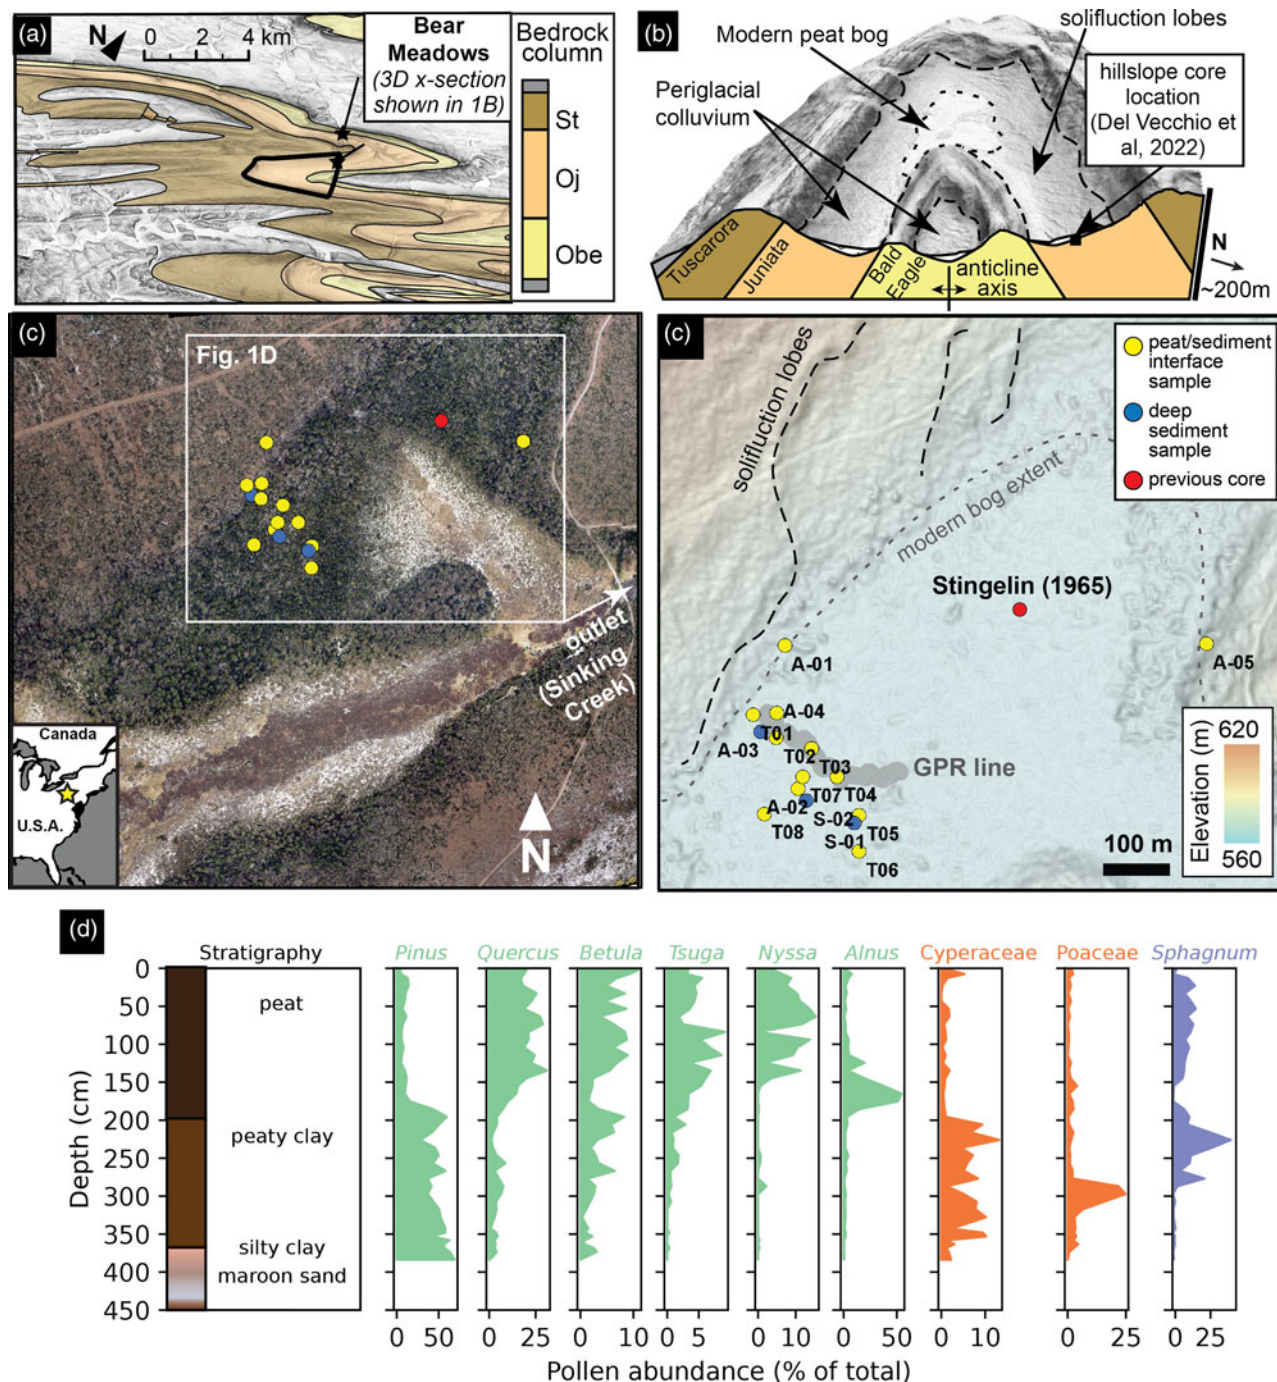 (a)
N
0 2 4 km
Bear
Meadows
(3D x-section
shown in 1B)
Bedrock
column
St
Oj
Obe
(b)
Modern peat bog
solifluction lobes
Periglacial
colluvium
hillslope core
location
(Del Vecchio et
al, 2022)
Tuscarora
Juniata
Bald
Eagle
anticline
axis
N
~200m
(c)
Fig. 1D
outlet
(Sinking
Creek)
Canada
U.S.A.
N
(c)
solifluction lobes
modern bog extent
peat/sediment
interface
sample
deep
sediment
sample
previous core
Stingelin (1965)
A-01
A-05
A-04
T01
A-03
T02
T03
GPR line
T07
T04
A-02
T08
S-02
T05
S-01
T06
100 m
Elevation (m)
620
560
(d)
Stratigraphy
Pinus
Quercus
Betula
Tsuga
Nyssa
Alnus
Cyperaceae
Poaceae
Sphagnum
Depth (cm)
0
50
100
150
200
250
300
350
400
450
peat
peaty clay
silty clay
maroon sand
0 50
0 25
0 10
0 5
0 10
0 25 50
0 10
0 25
0 25
Pollen abundance (% of total)